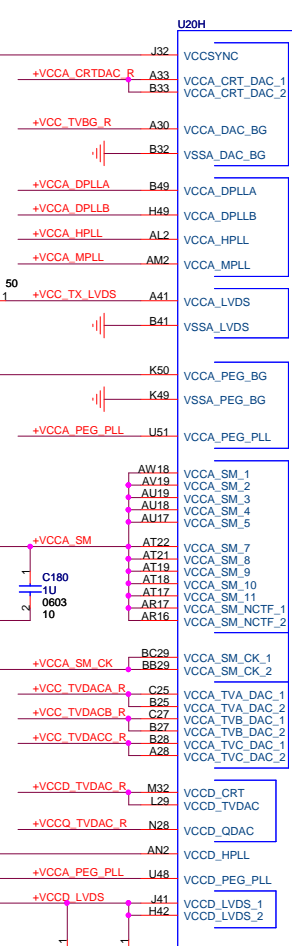 U20H
J32 VCCSYNC
+VCCA_CRTDAC_R A33 VCCA_CRT_DAC_1
B33 VCCA_CRT_DAC_2
+VCC_TVBG_R A30 VCCA_DAC_BG
B32 VSSA_DAC_BG
+VCCA_DPLLA B49 VCCA_DPLLA
+VCCA_DPLLB H49 VCCA_DPLLB
+VCCA_HPLL AL2 VCCA_HPLL
+VCCA_MPLL AM2 VCCA_MPLL
50
1 +VCC_TX_LVDS A41 VCCA_LVDS
B41 VSSA_LVDS
K50 VCCA_PEG_BG
K49 VSSA_PEG_BG
+VCCA_PEG_PLL U51 VCCA_PEG_PLL
AW18 VCCA_SM_1
AV19 VCCA_SM_2
AU19 VCCA_SM_3
AU18 VCCA_SM_4
AU17 VCCA_SM_5
+VCCA_SM AT22 VCCA_SM_7
AT21 VCCA_SM_8
AT19 VCCA_SM_9
1 C180 AT18 VCCA_SM_10
1U AT17 VCCA_SM_11
2 0603 AR17 VCCA_SM_NCTF_1
10 AR16 VCCA_SM_NCTF_2
BC29 VCCA_SM_CK_1
+VCCA_SM_CK BB29 VCCA_SM_CK_2
+VCC_TVDACA_R C25 VCCA_TVA_DAC_1
B25 VCCA_TVA_DAC_2
+VCC_TVDACB_R C27 VCCA_TVB_DAC_1
B27 VCCA_TVB_DAC_2
+VCC_TVDACC_R B28 VCCA_TVC_DAC_1
A28 VCCA_TVC_DAC_2
+VCCD_TVDAC_R M32 VCCD_CRT
L29 VCCD_TVDAC
+VCCQ_TVDAC_R N28 VCCD_QDAC
AN2 VCCD_HPLL
+VCCA_PEG_PLL U48 VCCD_PEG_PLL
+VCCD_LVDS J41 VCCD_LVDS_1
H42 VCCD_LVDS_2
1 1